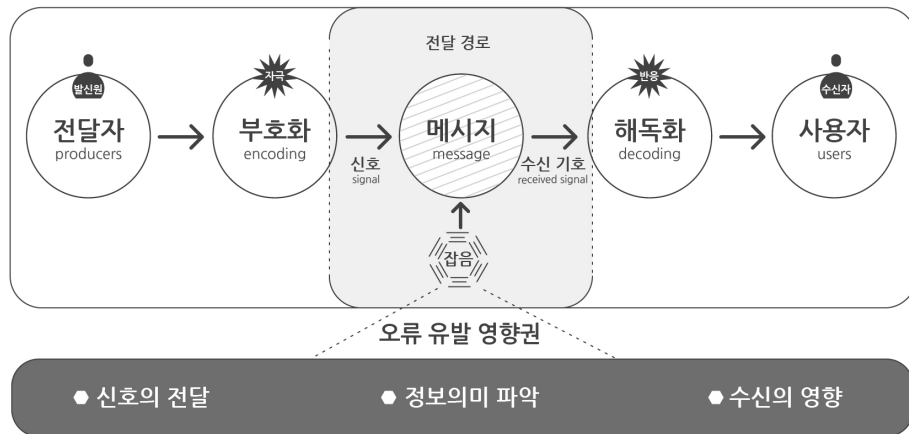 전달 경로
발신원
전달자
producers
자극
부호화
encoding
신호
signal
메시지
message
수신 기호
received signal
반응
해독화
decoding
수신자
사용자
users
잡음
오류 유발 영향권
신호의 전달
정보의미 파악
수신의 영향